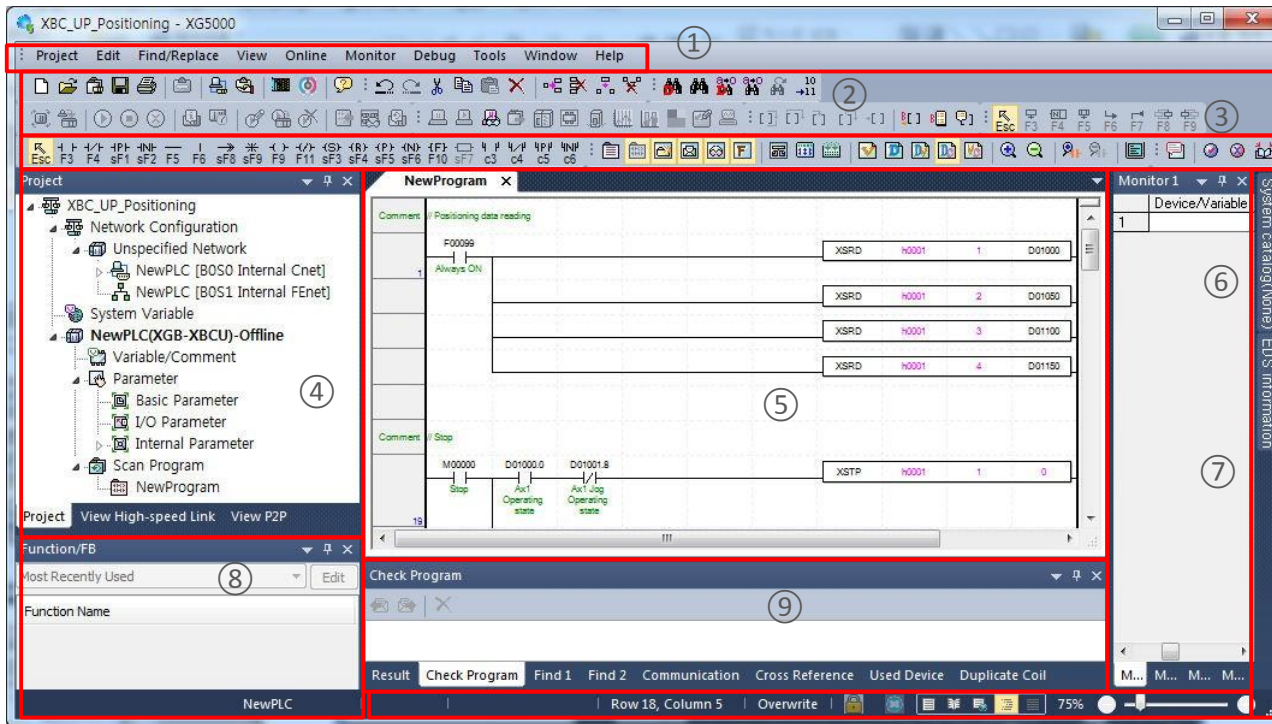 XBC_UP_Positioning - XG5000
Project Edit Find/Replace View Online Monitor Debug Tools Window Help
①
②
③
Esc F3 F4 F5 F6 F7 F8 F9
Esc F3 F4 sF1 sF2 F5 F6 sF8 sF9 F9 F11 sF3 sF4 sF5 sF6 F10 sF7 c3 c4 c5 c6
Project
XBC_UP_Positioning
Network Configuration
Unspecified Network
NewPLC [B0S0 Internal Cnet]
NewPLC [B0S1 Internal FEnet]
System Variable
NewPLC(XGB-XBCU)-Offline
Variable/Comment
Parameter
Basic Parameter
I/O Parameter
Internal Parameter
Scan Program
NewProgram
④
Project View High-speed Link View P2P
NewProgram X
Comment // Positioning data reading
F00099
Always ON
1
XSRD h0001 1 D01000
XSRD h0001 2 D01050
XSRD h0001 3 D01100
XSRD h0001 4 D01150
⑤
Comment // Stop
M00000 D01000.0 D01001.8
Stop
Ax1 Operating state
Ax1 Jog Operating state
XSTP h0001 1 0
19
Monitor 1
Device/Variable
1
⑥
⑦
System catalog(None)
EDS information
Function/FB
Most Recently Used
Edit
⑧
Function Name
Check Program
⑨
Result Check Program Find 1 Find 2 Communication Cross Reference Used Device Duplicate Coil
M... M... M... M...
NewPLC
Row 18, Column 5 Overwrite 75%